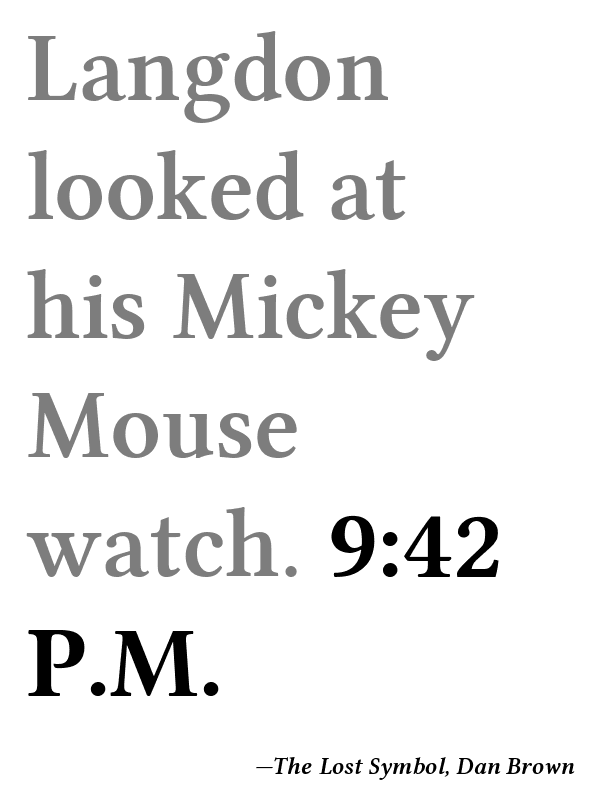 Langdon
looked at
his Mickey
Mouse
watch. 9:42
P.M.
—The Lost Symbol, Dan Brown